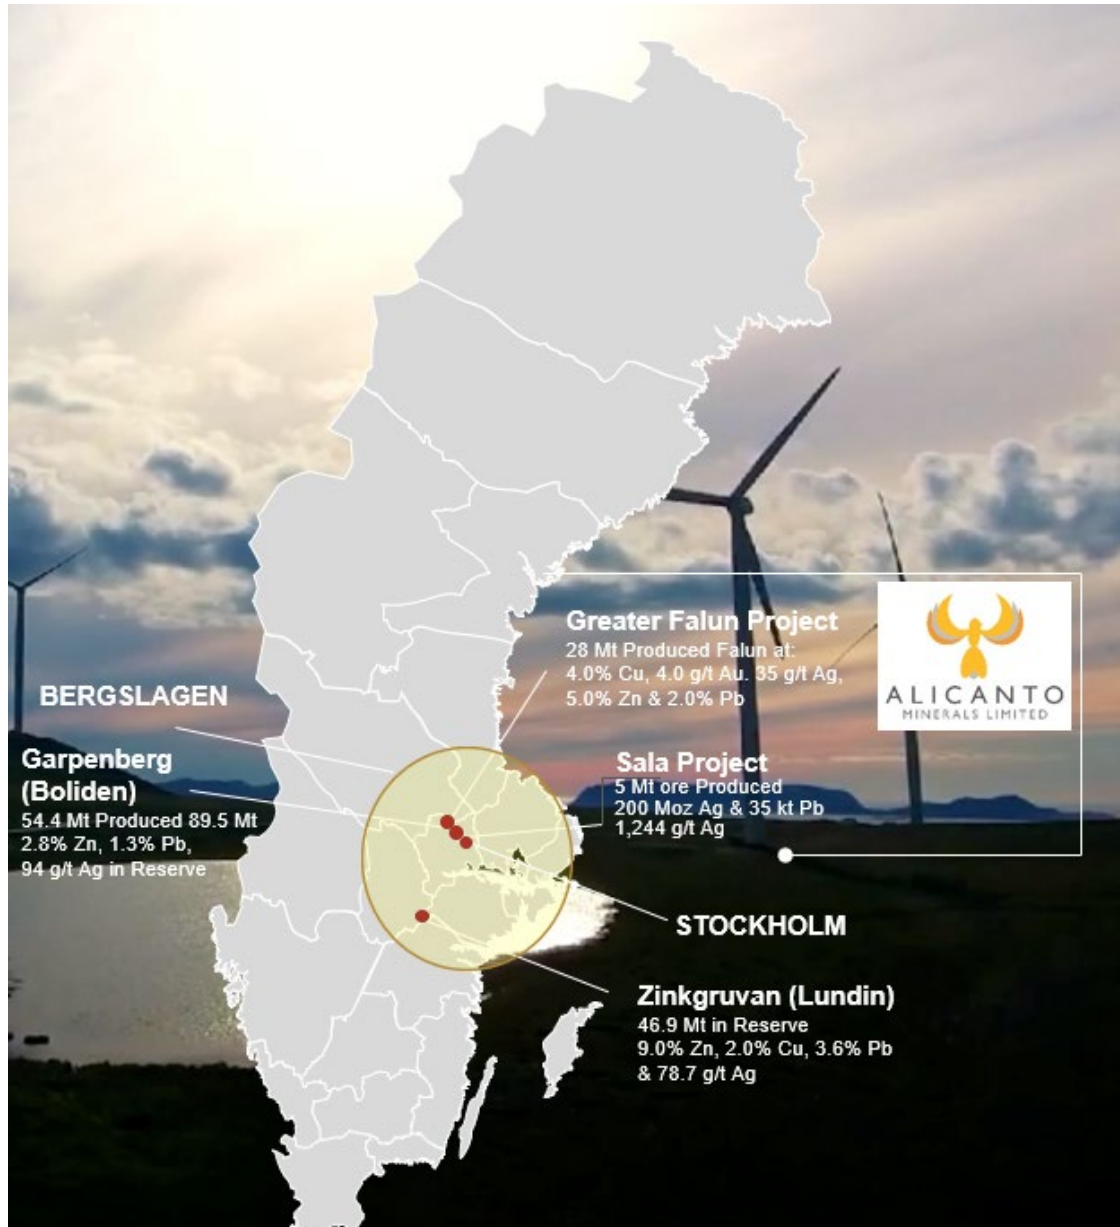 Greater Falun Project
28 Mt Produced Falun at:
4.0% Cu, 4.0 g/t Au. 35 g/t Ag,
5.0% Zn & 2.0% Pb
ALICANTO
MINERALS LIMITED
BERGSLAGEN
Garpenberg
(Boliden)
54.4 Mt Produced 89.5 Mt
2.8% Zn, 1.3% Pb,
94 g/t Ag in Reserve
Sala Project
5 Mt ore Produced
200 Moz Ag & 35 kt Pb
1,244 g/t Ag
STOCKHOLM
Zinkgruvan (Lundin)
46.9 Mt in Reserve
9.0% Zn, 2.0% Cu, 3.6% Pb
& 78.7 g/t Ag